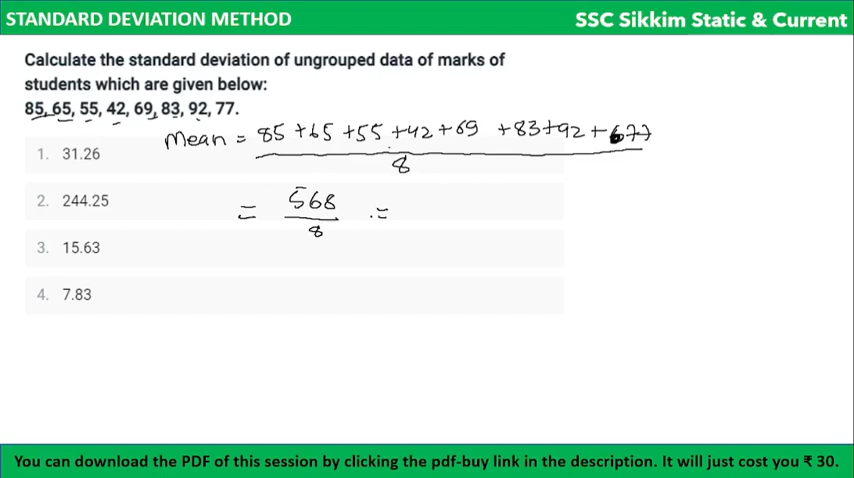 STANDARD DEVIATION METHOD
SSC Sikkim Static & Current
Calculate the standard deviation of ungrouped data of marks of
students which are given below:
85, 65, 55, 42, 69, 83, 92, 77.
Mean = 85 + 65 + 55 + 42 + 69 + 83 + 92 + 77
8
1. 31.26
2. 244.25
= 568 / 8 =
3. 15.63
4. 7.83
You can download the PDF of this session by clicking the pdf-buy link in the description. It will just cost you ₹ 30.